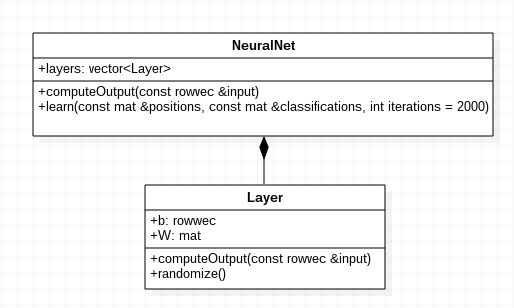 NeuralNet
+layers: vector<Layer>
+computeOutput(const rowvec &input)
+learn(const mat &positions, const mat &classifications, int iterations = 2000)
Layer
+b: rowvec
+W: mat
+computeOutput(const rowvec &input)
+randomize()